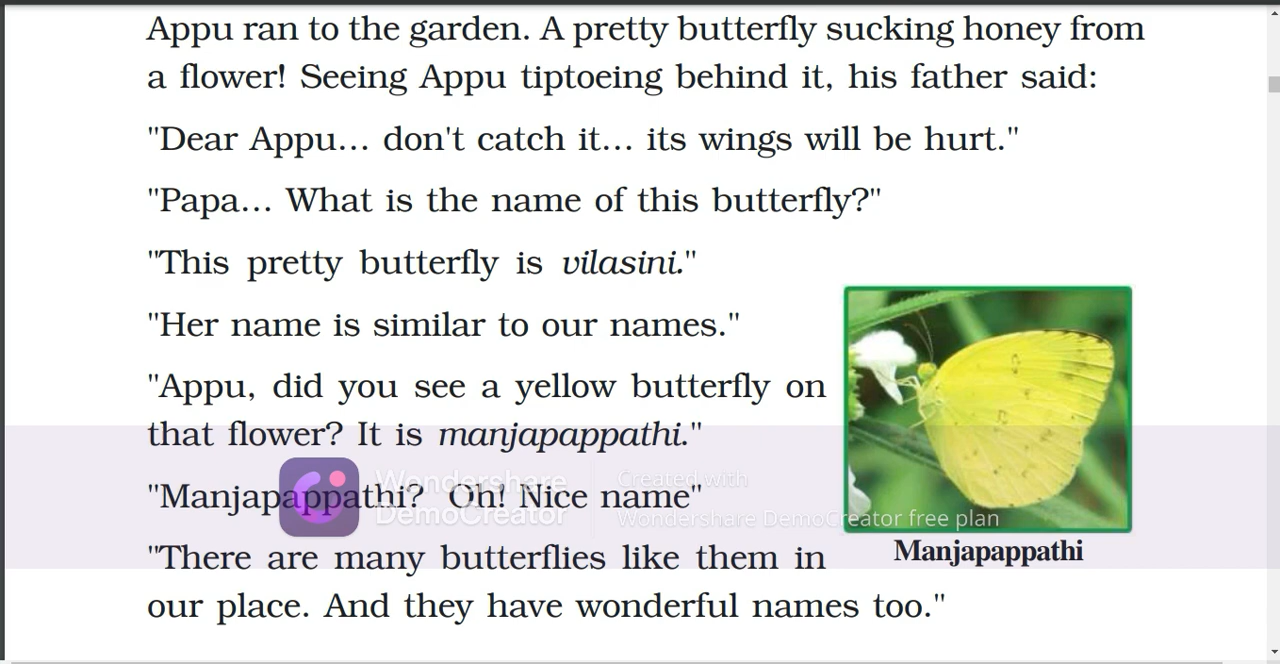 Appu ran to the garden. A pretty butterfly sucking honey from
a flower! Seeing Appu tiptoeing behind it, his father said:
"Dear Appu... don't catch it... its wings will be hurt."
"Papa... What is the name of this butterfly?"
"This pretty butterfly is vilasini."
"Her name is similar to our names."
"Appu, did you see a yellow butterfly on
that flower? It is manjapappathi."
"Manjapappathi? Oh! Nice name"
"There are many butterflies like them in
our place. And they have wonderful names too."
Manjapappathi
Wondershare
DemoCreator
Created with
Wondershare DemoCreator free plan